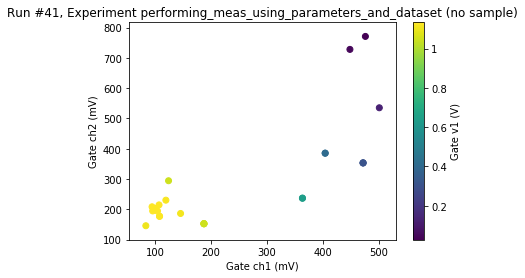 Run #41, Experiment performing_meas_using_parameters_and_dataset (no sample)
800
700
600
500
400
300
200
100
Gate ch2 (mV)
100 200 300 400 500
Gate ch1 (mV)
1
0.8
0.6
0.4
0.2
Gate v1 (V)